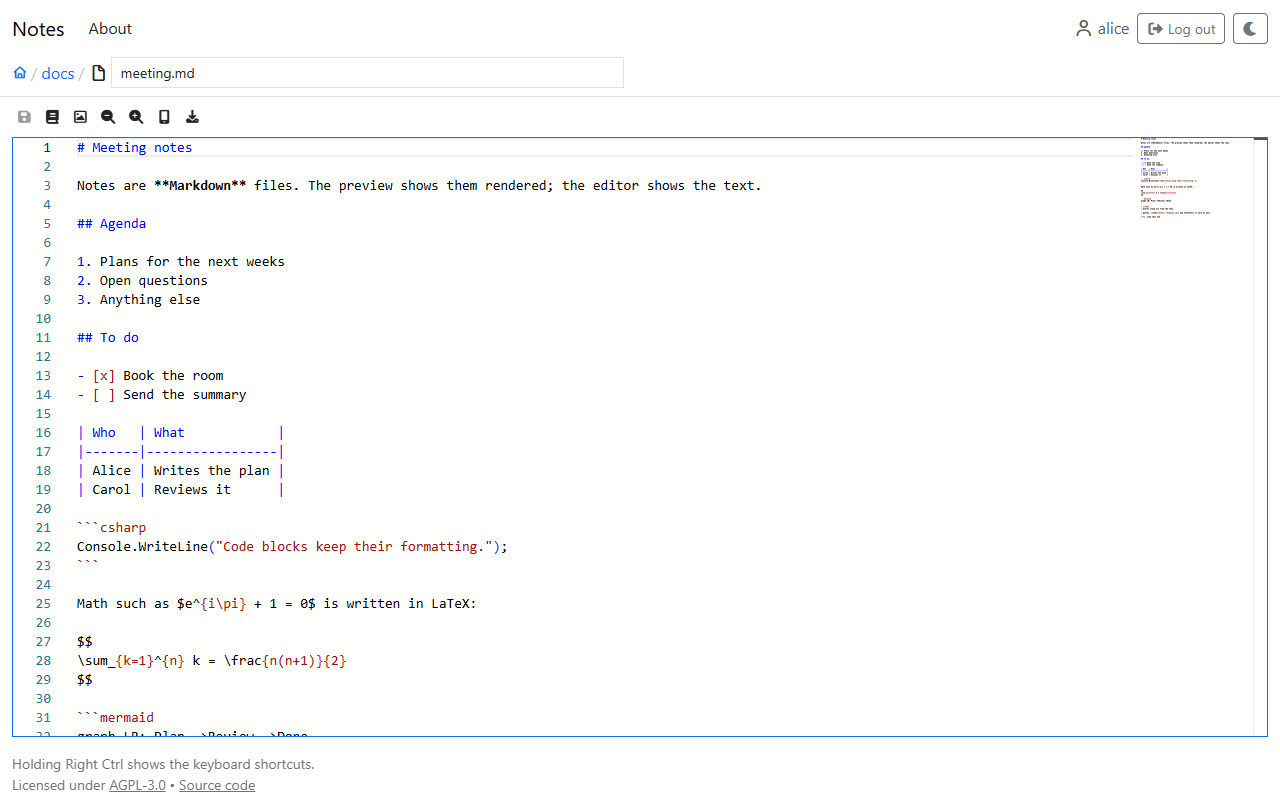 Notes About alice Log out
/ docs / meeting.md
1 # Meeting notes
2
3 Notes are **Markdown** files. The preview shows them rendered; the editor shows the text.
4
5 ## Agenda
6
7 1. Plans for the next weeks
8 2. Open questions
9 3. Anything else
10
11 ## To do
12
13 - [x] Book the room
14 - [ ] Send the summary
15
16 | Who   | What            |
17 |-------|-----------------|
18 | Alice | Writes the plan |
19 | Carol | Reviews it      |
20
21 ```csharp
22 Console.WriteLine("Code blocks keep their formatting.");
23 ```
24
25 Math such as $e^{i\pi} + 1 = 0$ is written in LaTeX:
26
27 $$
28 \sum_{k=1}^{n} k = \frac{n(n+1)}{2}
29 $$
30
31 ```mermaid
Holding Right Ctrl shows the keyboard shortcuts.
Licensed under AGPL-3.0 • Source code